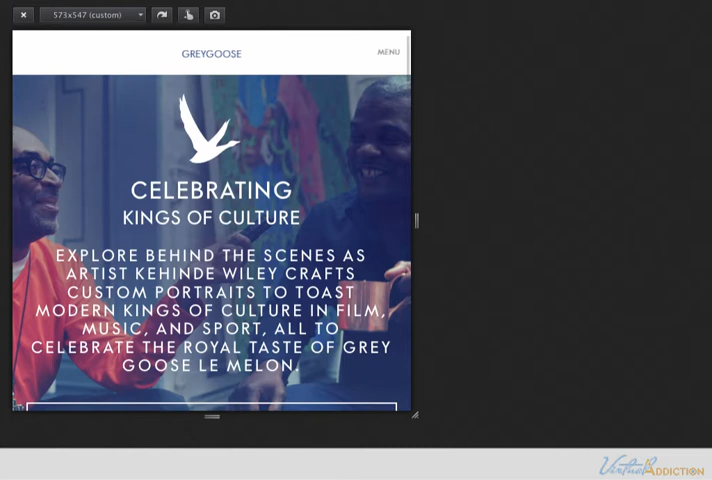 573x547 (custom)
GREYGOOSE
MENU
CELEBRATING
KINGS OF CULTURE
EXPLORE BEHIND THE SCENES AS
ARTIST KEHINDE WILEY CRAFTS
CUSTOM PORTRAITS TO TOAST
MODERN KINGS OF CULTURE IN FILM,
MUSIC, AND SPORT, ALL TO
CELEBRATE THE ROYAL TASTE OF GREY
GOOSE LE MELON.
Virtual ADDICTION